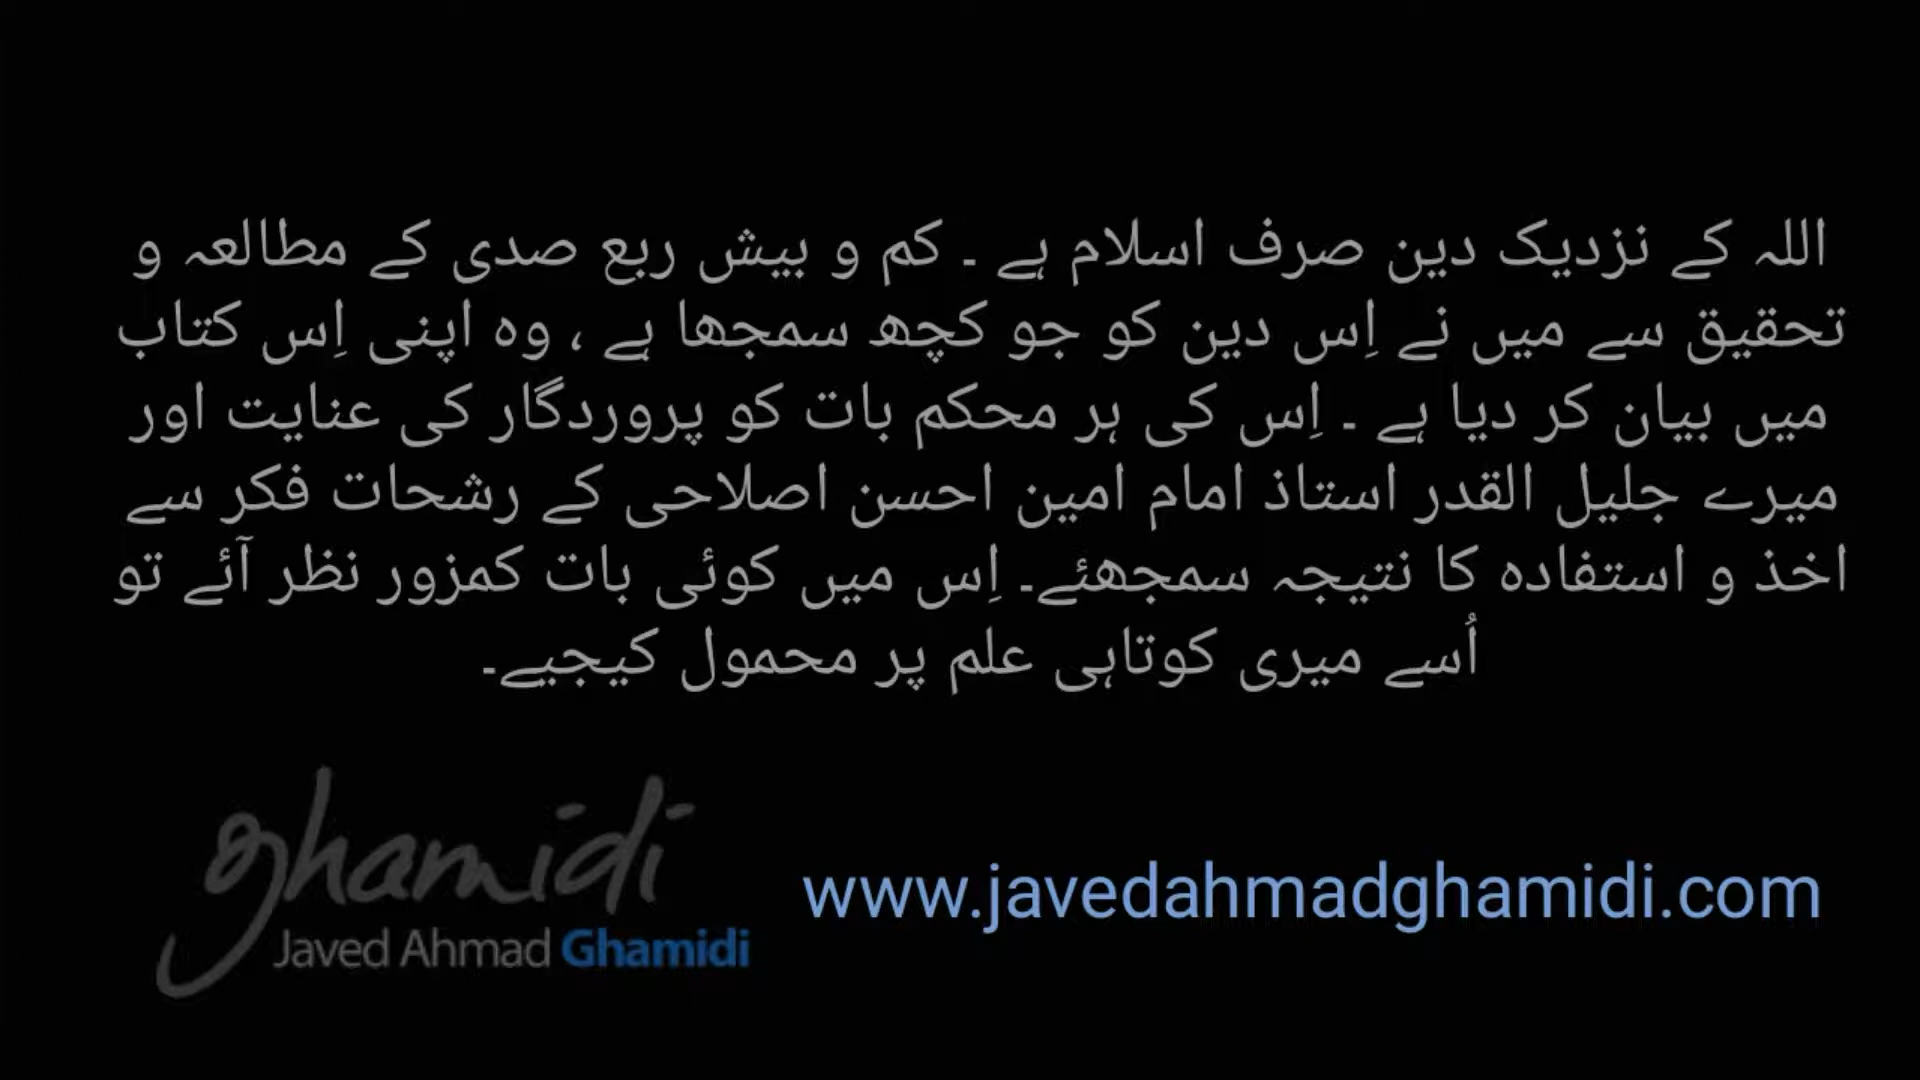 اللہ کے نزدیک دین صرف اسلام ہے ۔ کم و بیش ربع صدی کے مطالعہ و
تحقیق سے میں نے اِس دین کو جو کچھ سمجھا ہے ، وہ اپنی اِس کتاب
میں بیان کر دیا ہے ۔ اِس کی ہر محکم بات کو پروردگار کی عنایت اور
میرے جلیل القدر استاذ امام امین احسن اصلاحی کے رشحات فکر سے
اخذ و استفادہ کا نتیجہ سمجھئے۔ اِس میں کوئی بات کمزور نظر آئے تو
اُسے میری کوتاہی علم پر محمول کیجیے۔
ghamidi
Javed Ahmad Ghamidi
www.javedahmadghamidi.com